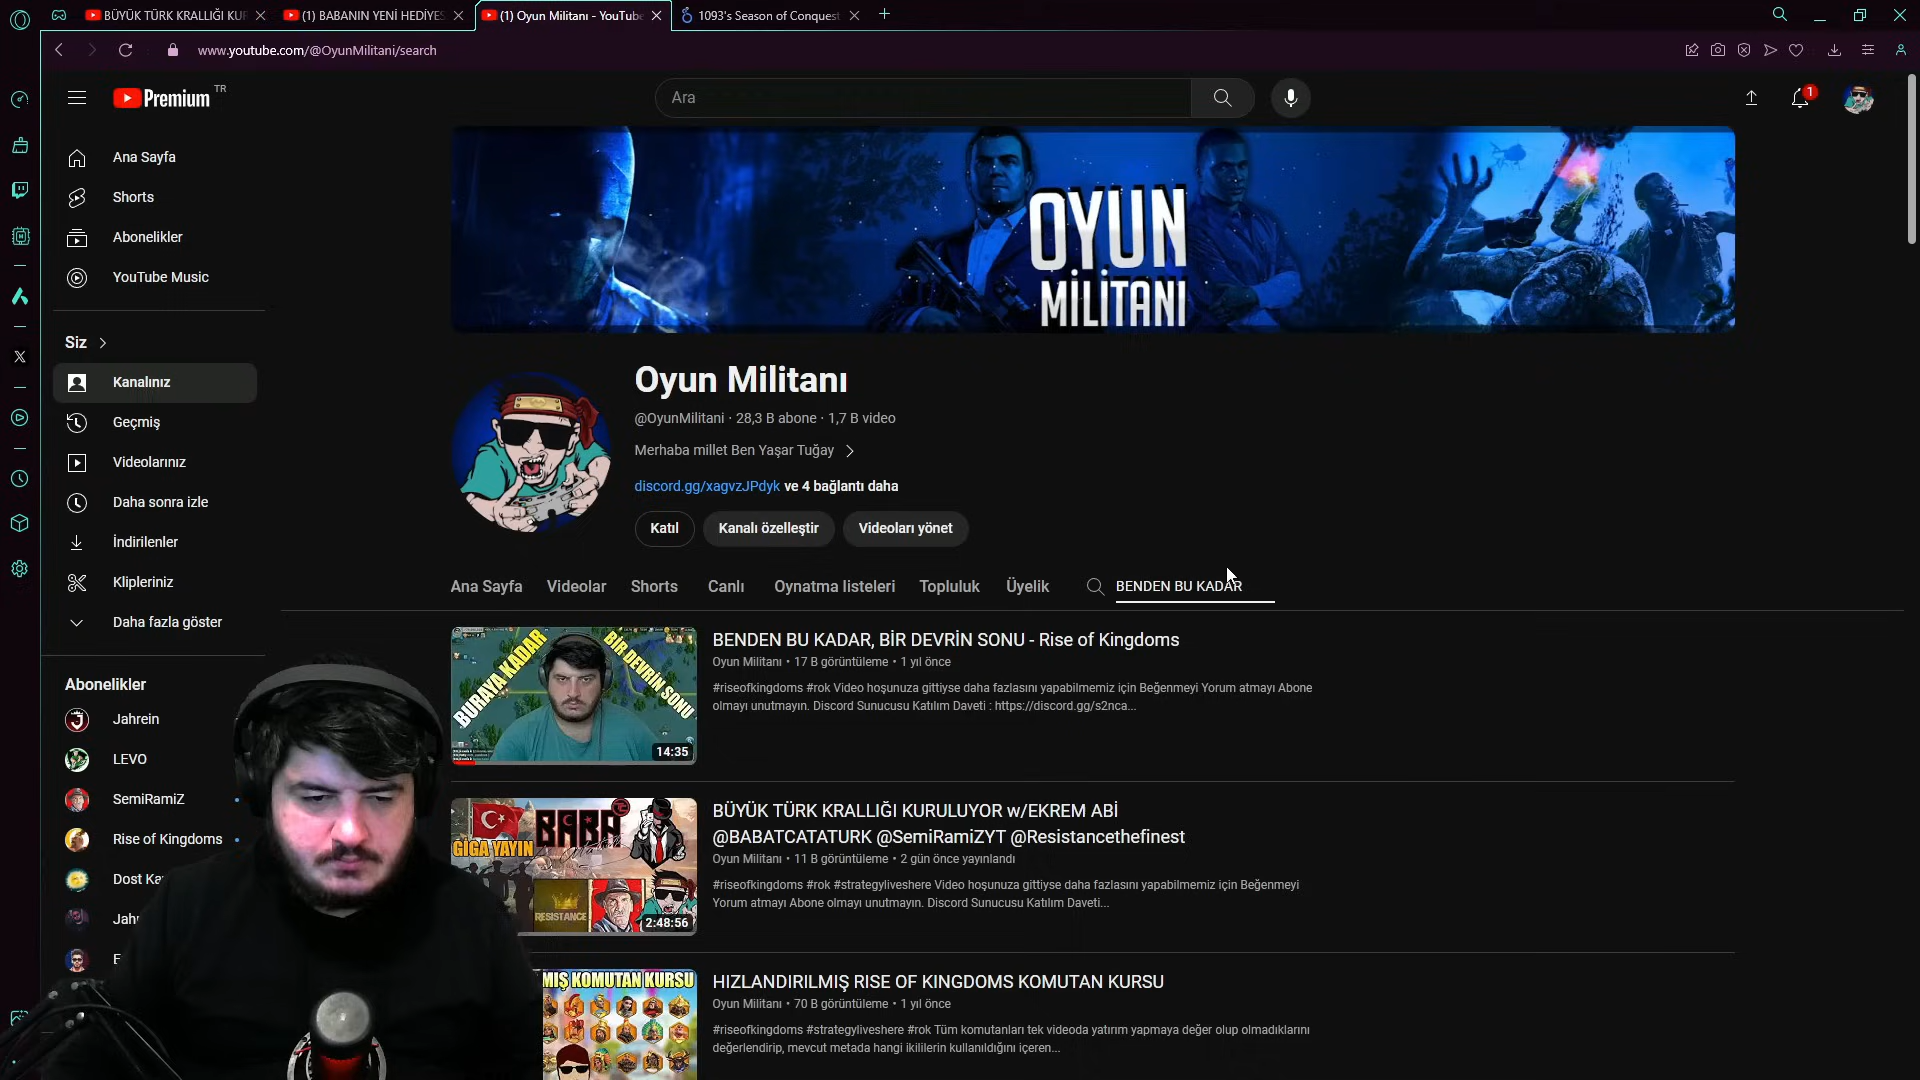 BÜYÜK TÜRK KRALLIĞI KUR
(1) BABANIN YENİ HEDİYES
(1) Oyun Militanı - YouTube
1093's Season of Conquest
www.youtube.com/@OyunMilitani/search
Premium TR
Ara
1
Ana Sayfa
Shorts
Abonelikler
YouTube Music
Siz
Kanalınız
Geçmiş
Videolarınız
Daha sonra izle
İndirilenler
Klipleriniz
Daha fazla göster
Abonelikler
Jahrein
LEVO
SemiRamiZ
Rise of Kingdoms
Dost Ka
Jahr
OYUN
MİLİTANI
Oyun Militanı
@OyunMilitani · 28,3 B abone · 1,7 B video
Merhaba millet Ben Yaşar Tuğay
discord.gg/xagvzJPdyk ve 4 bağlantı daha
Katıl
Kanalı özelleştir
Videoları yönet
Ana Sayfa
Videolar
Shorts
Canlı
Oynatma listeleri
Topluluk
Üyelik
BENDEN BU KADAR
BURAYA KADAR
BİR DEVRİN SONU
14:35
BENDEN BU KADAR, BİR DEVRİN SONU - Rise of Kingdoms
Oyun Militanı • 17 B görüntüleme • 1 yıl önce
#riseofkingdoms #rok Video hoşunuza gittiyse daha fazlasını yapabilmemiz için Beğenmeyi Yorum atmayı Abone
olmayı unutmayın. Discord Sunucusu Katılım Daveti : https://discord.gg/s2nca...
BABA
GİGA YAYIN
RESISTANCE
2:48:56
BÜYÜK TÜRK KRALLIĞI KURULUYOR w/EKREM ABİ
@BABATCATATURK @SemiRamiZYT @Resistancethefinest
Oyun Militanı • 11 B görüntüleme • 2 gün önce yayınlandı
#riseofkingdoms #rok #strategyliveshere Video hoşunuza gittiyse daha fazlasını yapabilmemiz için Beğenmeyi
Yorum atmayı Abone olmayı unutmayın. Discord Sunucusu Katılım Daveti...
MIŞ KOMUTAN KURSU
HIZLANDIRILMIŞ RISE OF KINGDOMS KOMUTAN KURSU
Oyun Militanı • 70 B görüntüleme • 1 yıl önce
#riseofkingdoms #strategyliveshere #rok Tüm komutanları tek videoda yatırım yapmaya değer olup olmadıklarını
değerlendirip, mevcut metada hangi ikililerin kullanıldığını içeren...